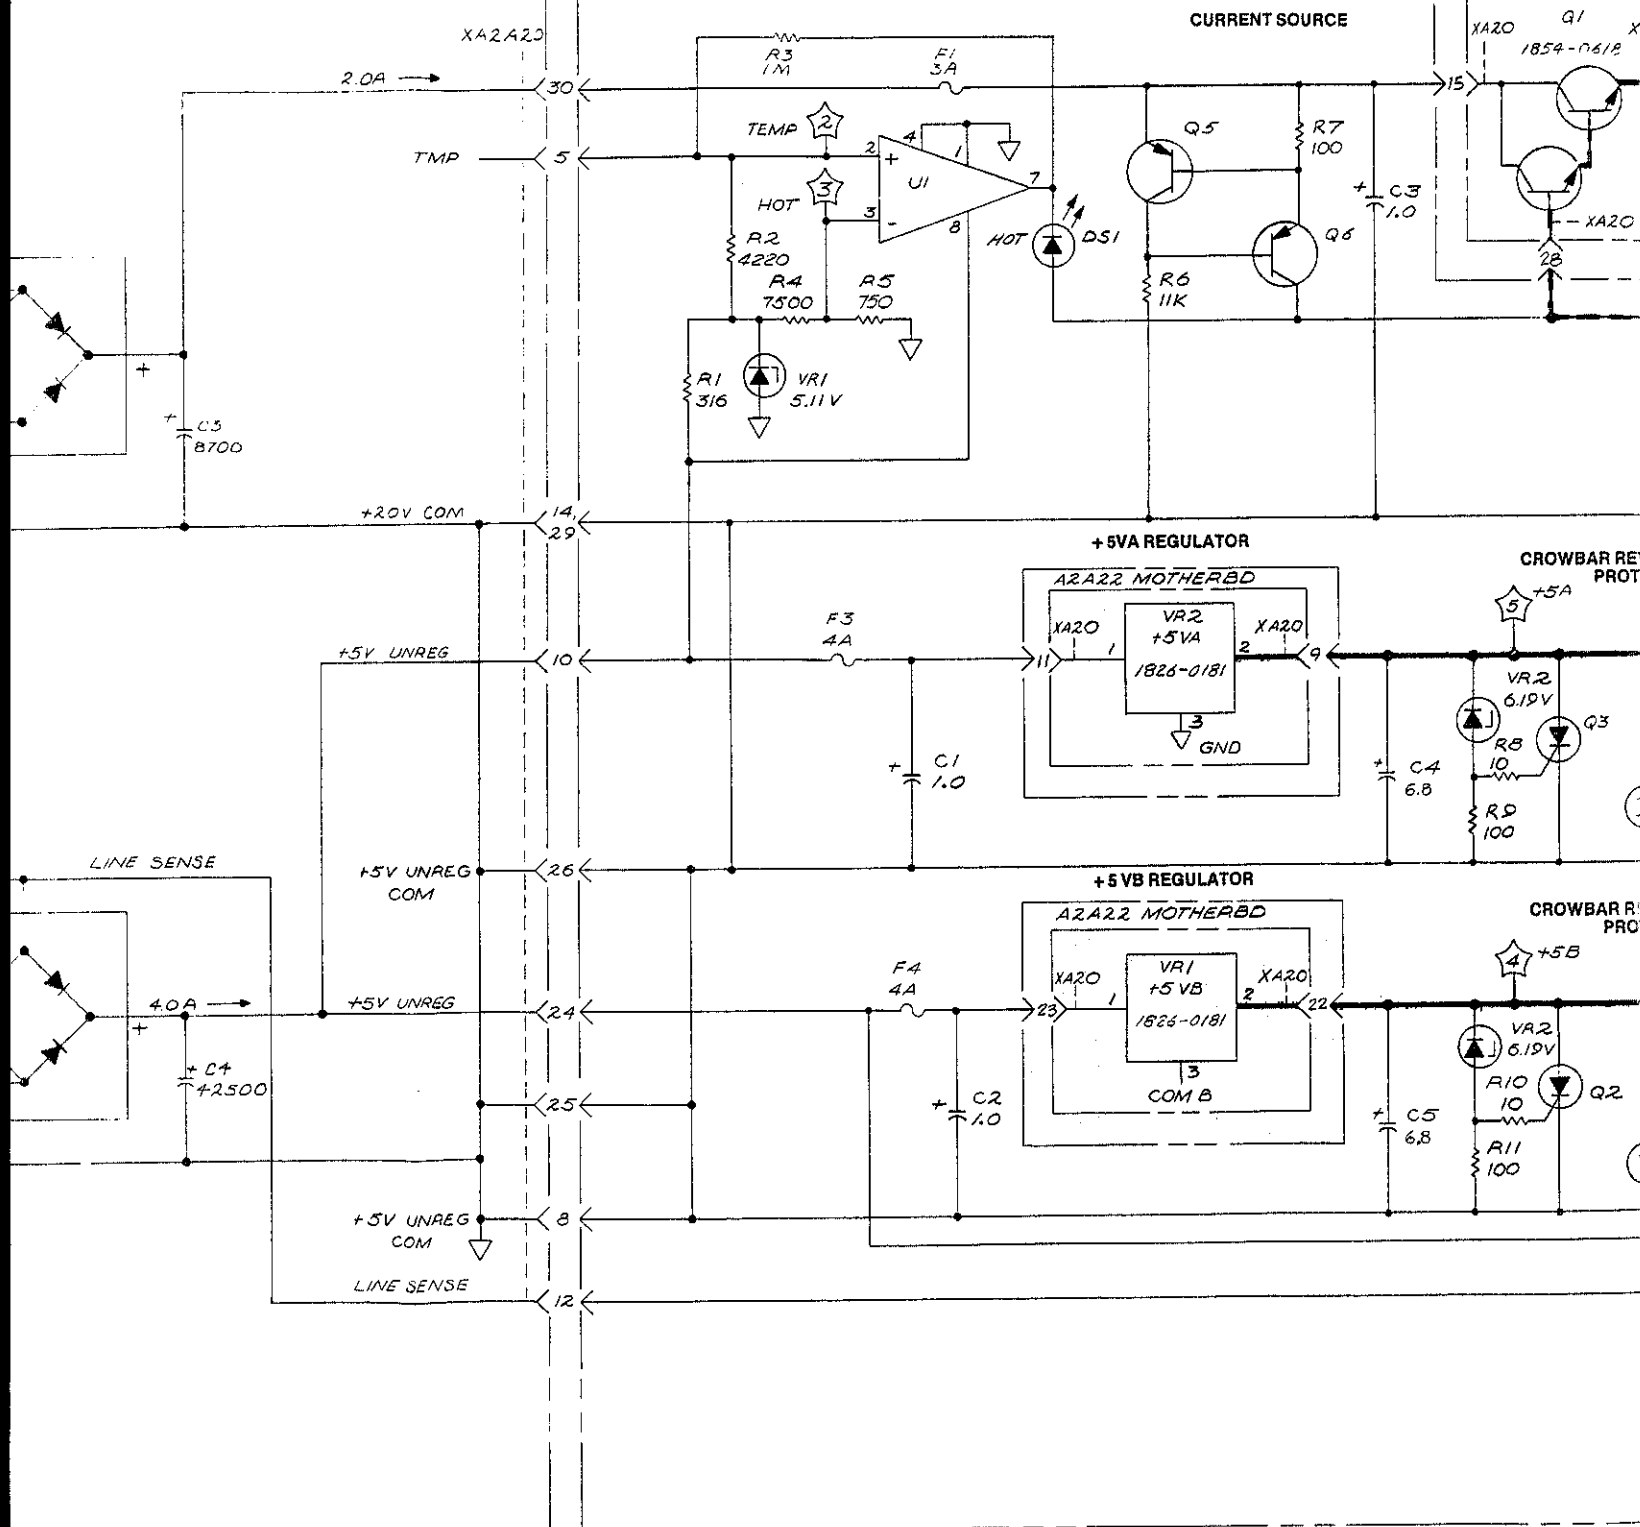 CURRENT SOURCE
XA2A20
R3
1M
F1
3A
XA20
Q1
1854-0618
X
2.0A
30
15
TEMP
2
4
1
Q5
R7
100
TMP
5
2
+
U1
7
3
HOT
3
-
8
+
C3
1.0
HOT
DS1
Q6
XA20
R2
4220
28
R4
7500
R5
750
R6
11K
+
R1
316
VR1
5.11V
+
C3
8700
+20V COM
14,
29
+5VA REGULATOR
CROWBAR RE
PROT
A2A22 MOTHERBD
5
+5A
F3
4A
XA20
VR2
+5VA
XA20
+5V UNREG
10
11
1
1826-0181
2
9
VR2
6.19V
3
GND
Q3
R8
10
+
C1
1.0
+
C4
6.8
R9
100
LINE SENSE
+5V UNREG
COM
26
+5VB REGULATOR
A2A22 MOTHERBD
CROWBAR R
PRO
4
+5B
F4
4A
XA20
VR1
+5VB
XA20
4.0A
+5V UNREG
24
23
1
1826-0181
2
22
+
VR2
6.19V
+
C4
42500
3
COM B
R10
10
Q2
25
+
C2
1.0
+
C5
6.8
R11
100
+5V UNREG
COM
8
LINE SENSE
12